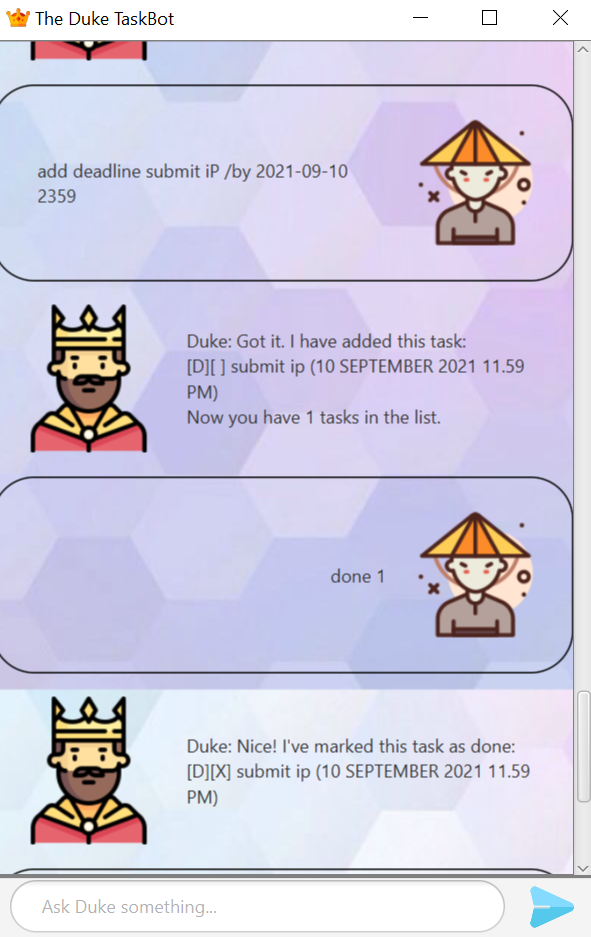 The Duke TaskBot
add deadline submit iP /by 2021-09-10
2359
Duke: Got it. I have added this task:
[D][ ] submit ip (10 SEPTEMBER 2021 11.59
PM)
Now you have 1 tasks in the list.
done 1
Duke: Nice! I've marked this task as done:
[D][X] submit ip (10 SEPTEMBER 2021 11.59
PM)
Ask Duke something...